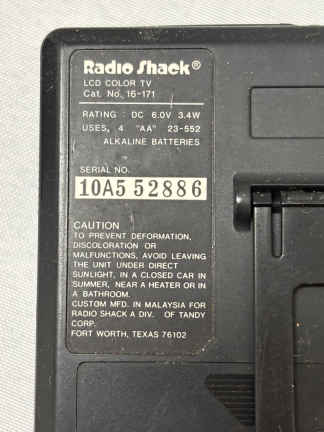 Radio Shack®
LCD COLOR TV
Cat. No. 16-171
RATING : DC 6.0V 3.4W
USES, 4 "AA" 23-552
ALKALINE BATTERIES
SERIAL NO.
10A5 52886
CAUTION
TO PREVENT DEFORMATION,
DISCOLORATION OR
MALFUNCTIONS, AVOID LEAVING
THE UNIT UNDER DIRECT
SUNLIGHT, IN A CLOSED CAR IN
SUMMER, NEAR A HEATER OR IN
A BATHROOM.
CUSTOM MFD. IN MALAYSIA FOR
RADIO SHACK A DIV. OF TANDY
CORP.
FORT WORTH, TEXAS 76102